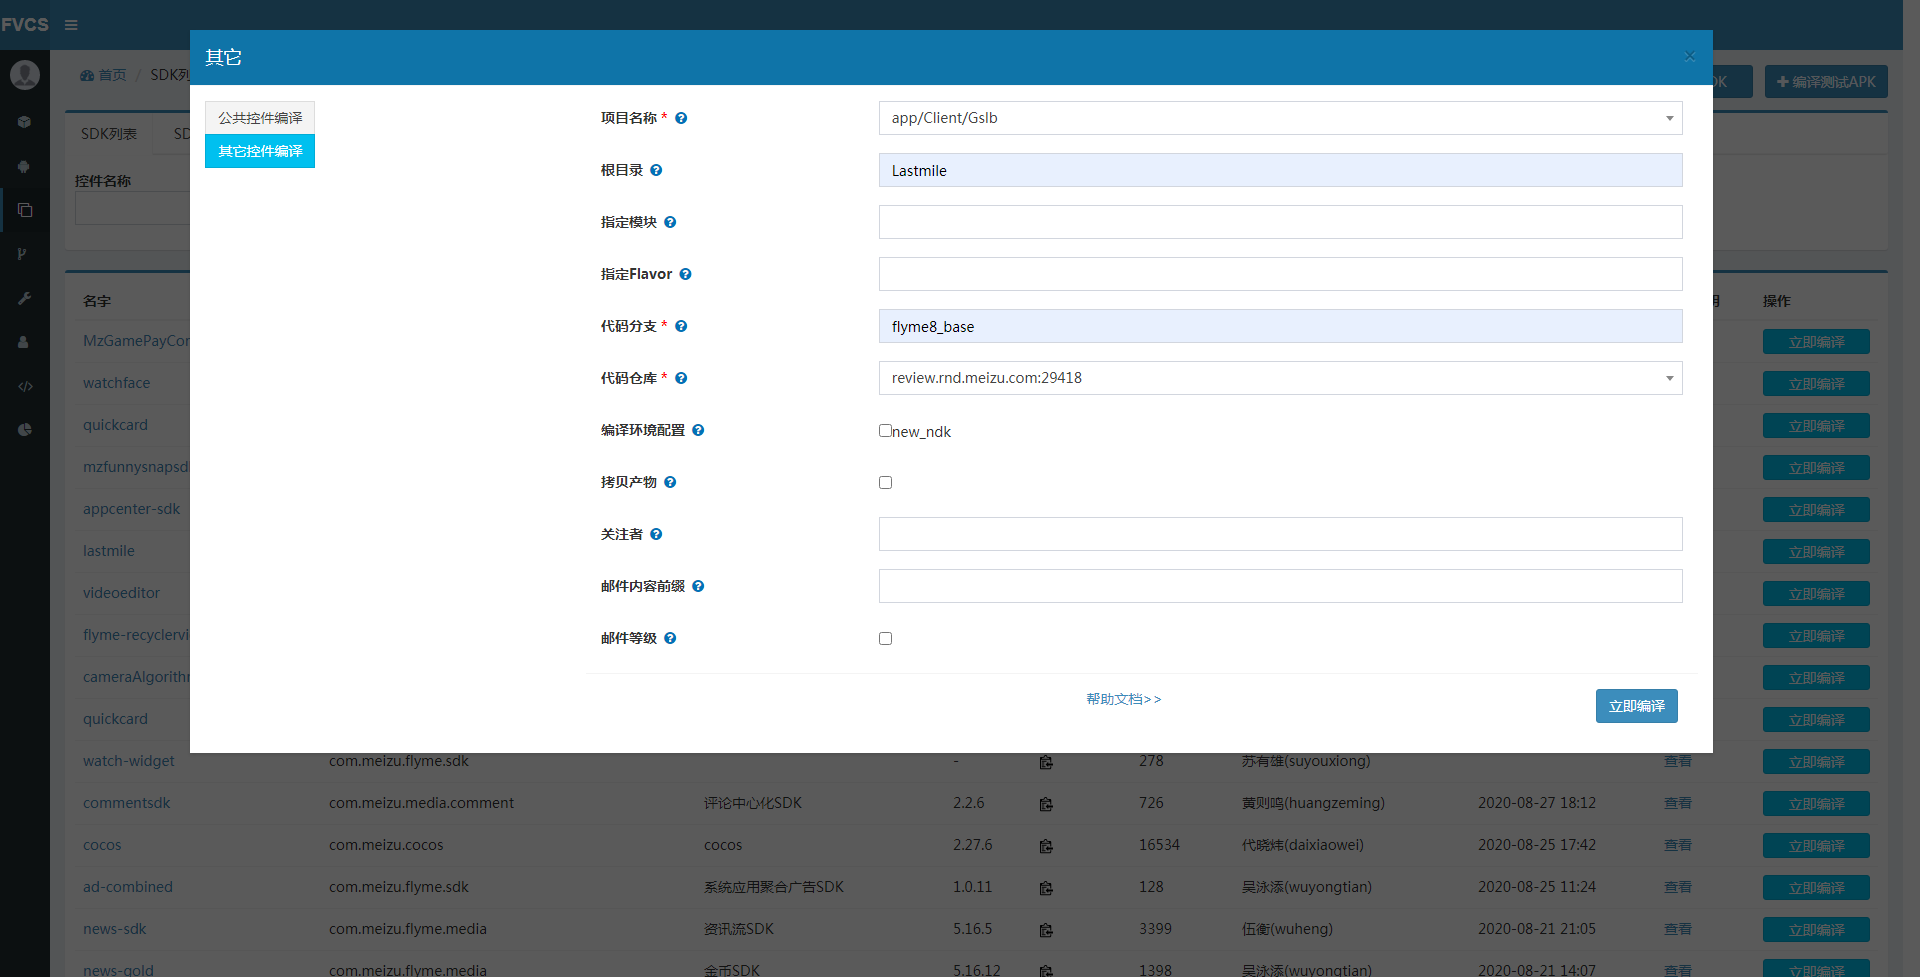 FVCS
其它
×
首页 / SDK列
DK
编译测试APK
公共控件编译
其它控件编译
SDK列表
SD
控件名称
项目名称 *
app/Client/Gslb
根目录
Lastmile
指定模块
指定Flavor
代码分支 *
flyme8_base
代码仓库 *
review.rnd.meizu.com:29418
编译环境配置
new_ndk
拷贝产物
关注者
邮件内容前缀
邮件等级
帮助文档>>
立即编译
名字 操作
MzGamePayCon 立即编译
watchface 立即编译
quickcard 立即编译
mzfunnysnapsd 立即编译
appcenter-sdk 立即编译
lastmile 立即编译
videoeditor 立即编译
flyme-recyclervi 立即编译
cameraAlgorithm 立即编译
quickcard 立即编译
watch-widget com.meizu.flyme.sdk - 278 苏有雄(suyouxiong) 查看 立即编译
commentsdk com.meizu.media.comment 评论中心化SDK 2.2.6 726 黄则鸣(huangzeming) 2020-08-27 18:12 查看 立即编译
cocos com.meizu.cocos cocos 2.27.6 16534 代晓炜(daixiaowei) 2020-08-25 17:42 查看 立即编译
ad-combined com.meizu.flyme.sdk 系统应用聚合广告SDK 1.0.11 128 吴泳添(wuyongtian) 2020-08-25 11:24 查看 立即编译
news-sdk com.meizu.flyme.media 资讯流SDK 5.16.5 3399 伍衡(wuheng) 2020-08-21 21:05 查看 立即编译
news-gold com.meizu.flyme.media 金币SDK 5.16.12 1398 吴泳添(wuyongtian) 2020-08-21 14:07 查看 立即编译